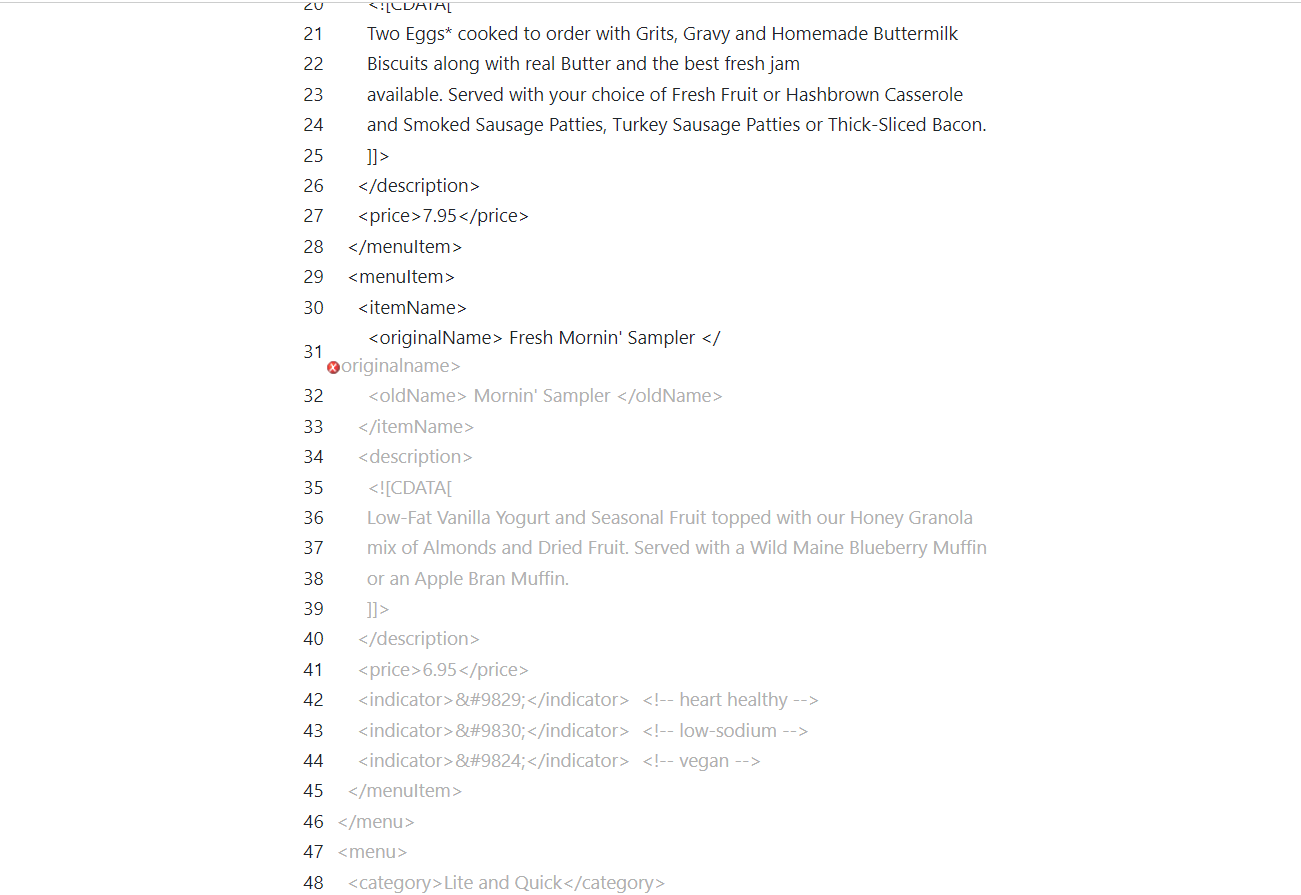 20 <![CDATA[
21 Two Eggs* cooked to order with Grits, Gravy and Homemade Buttermilk
22 Biscuits along with real Butter and the best fresh jam
23 available. Served with your choice of Fresh Fruit or Hashbrown Casserole
24 and Smoked Sausage Patties, Turkey Sausage Patties or Thick-Sliced Bacon.
25 ]]>
26 </description>
27 <price>7.95</price>
28 </menuItem>
29 <menuItem>
30 <itemName>
31 <originalName> Fresh Mornin' Sampler </
originalname>
32 <oldName> Mornin' Sampler </oldName>
33 </itemName>
34 <description>
35 <![CDATA[
36 Low-Fat Vanilla Yogurt and Seasonal Fruit topped with our Honey Granola
37 mix of Almonds and Dried Fruit. Served with a Wild Maine Blueberry Muffin
38 or an Apple Bran Muffin.
39 ]]>
40 </description>
41 <price>6.95</price>
42 <indicator>&#9829;</indicator> <!-- heart healthy -->
43 <indicator>&#9830;</indicator> <!-- low-sodium -->
44 <indicator>&#9824;</indicator> <!-- vegan -->
45 </menuItem>
46 </menu>
47 <menu>
48 <category>Lite and Quick</category>